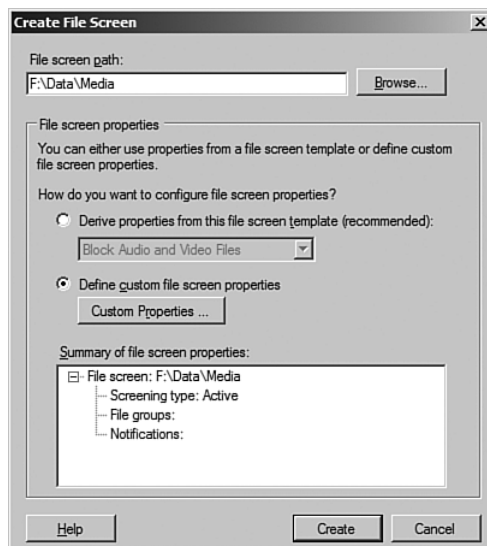 Create File Screen
File screen path:
F:\Data\Media
Browse...
File screen properties
You can either use properties from a file screen template or define custom
file screen properties.
How do you want to configure file screen properties?
Derive properties from this file screen template (recommended):
Block Audio and Video Files
Define custom file screen properties
Custom Properties ...
Summary of file screen properties:
File screen: F:\Data\Media
Screening type: Active
File groups:
Notifications:
Help
Create
Cancel